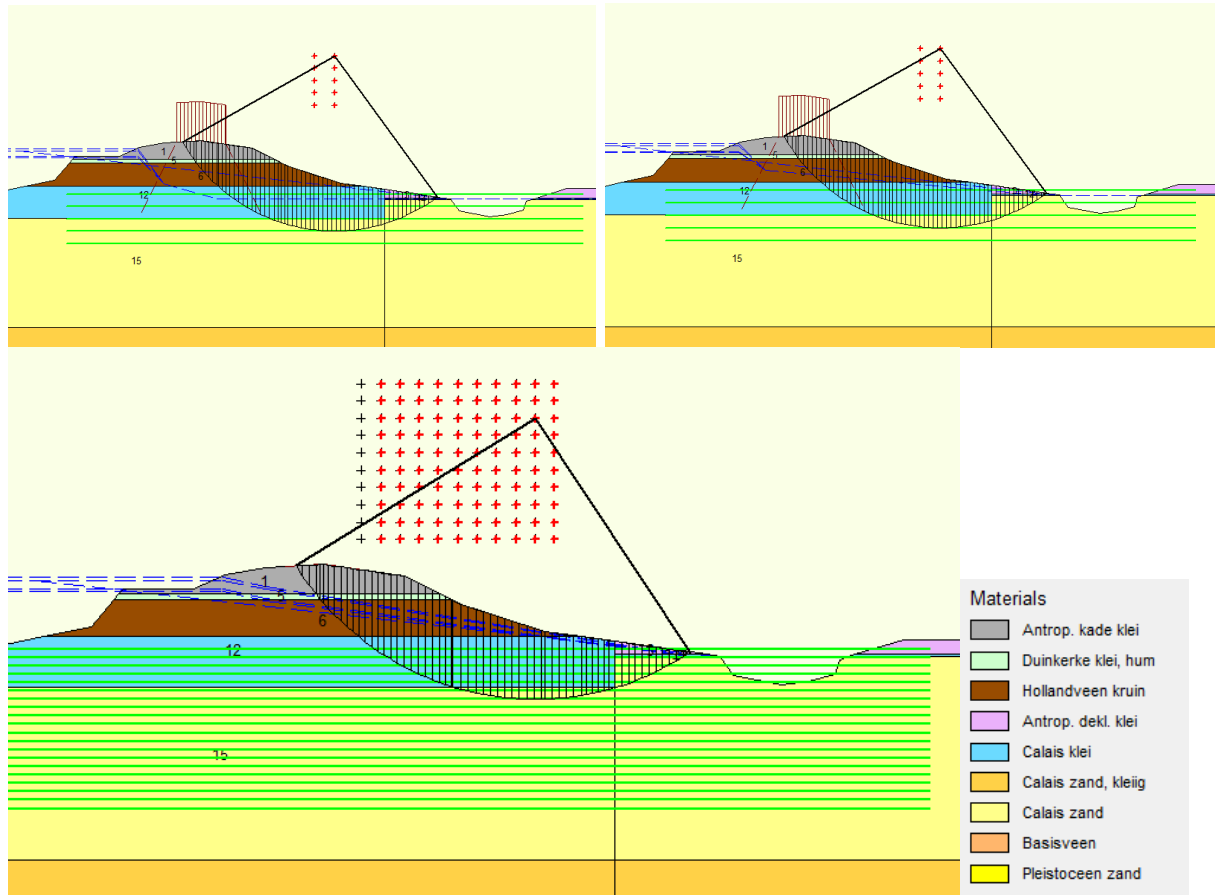 1
5
6
12
15
1
5
6
12
15
1
5
6
12
15
Materials
Antrop. kade klei
Duinkerke klei, hum
Hollandveen kruin
Antrop. dekl. klei
Calais klei
Calais zand, kleiig
Calais zand
Basisveen
Pleistoceen zand